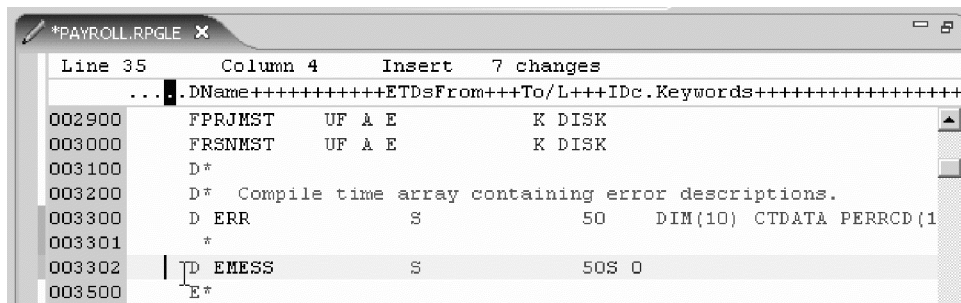 *PAYROLL.RPGLE
Line 35 Column 4 Insert 7 changes
.....DName+++++++++++ETDsFrom+++To/L+++IDc.Keywords+++++++++++++++++
002900 FPRJMST UF A E K DISK
003000 FRSNMST UF A E K DISK
003100 D*
003200 D* Compile time array containing error descriptions.
003300 D ERR S 50 DIM(10) CTDATA PERRCD(1
003301 *
003302 D EMESS S 50S 0
003500 E*